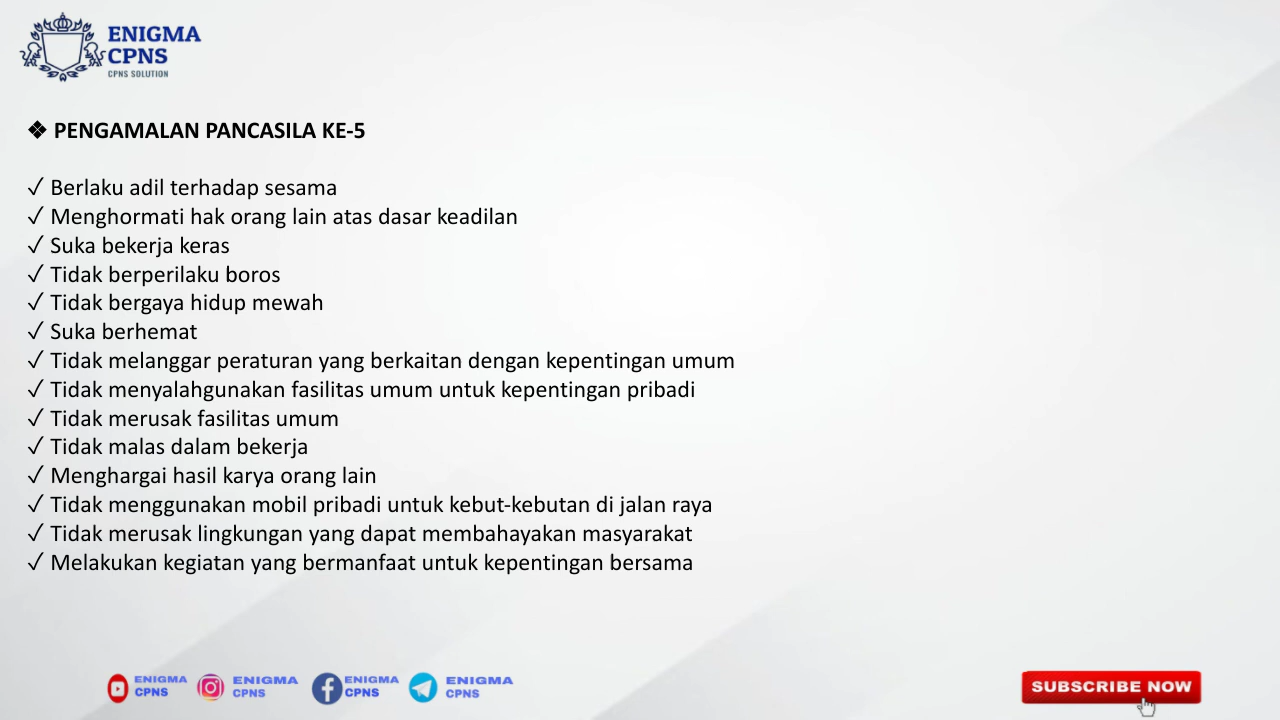 ENIGMA
CPNS
CPNS SOLUTION
❖ PENGAMALAN PANCASILA KE-5
✓ Berlaku adil terhadap sesama
✓ Menghormati hak orang lain atas dasar keadilan
✓ Suka bekerja keras
✓ Tidak berperilaku boros
✓ Tidak bergaya hidup mewah
✓ Suka berhemat
✓ Tidak melanggar peraturan yang berkaitan dengan kepentingan umum
✓ Tidak menyalahgunakan fasilitas umum untuk kepentingan pribadi
✓ Tidak merusak fasilitas umum
✓ Tidak malas dalam bekerja
✓ Menghargai hasil karya orang lain
✓ Tidak menggunakan mobil pribadi untuk kebut-kebutan di jalan raya
✓ Tidak merusak lingkungan yang dapat membahayakan masyarakat
✓ Melakukan kegiatan yang bermanfaat untuk kepentingan bersama
ENIGMA
CPNS
ENIGMA
CPNS
ENIGMA
CPNS
ENIGMA
CPNS
SUBSCRIBE NOW